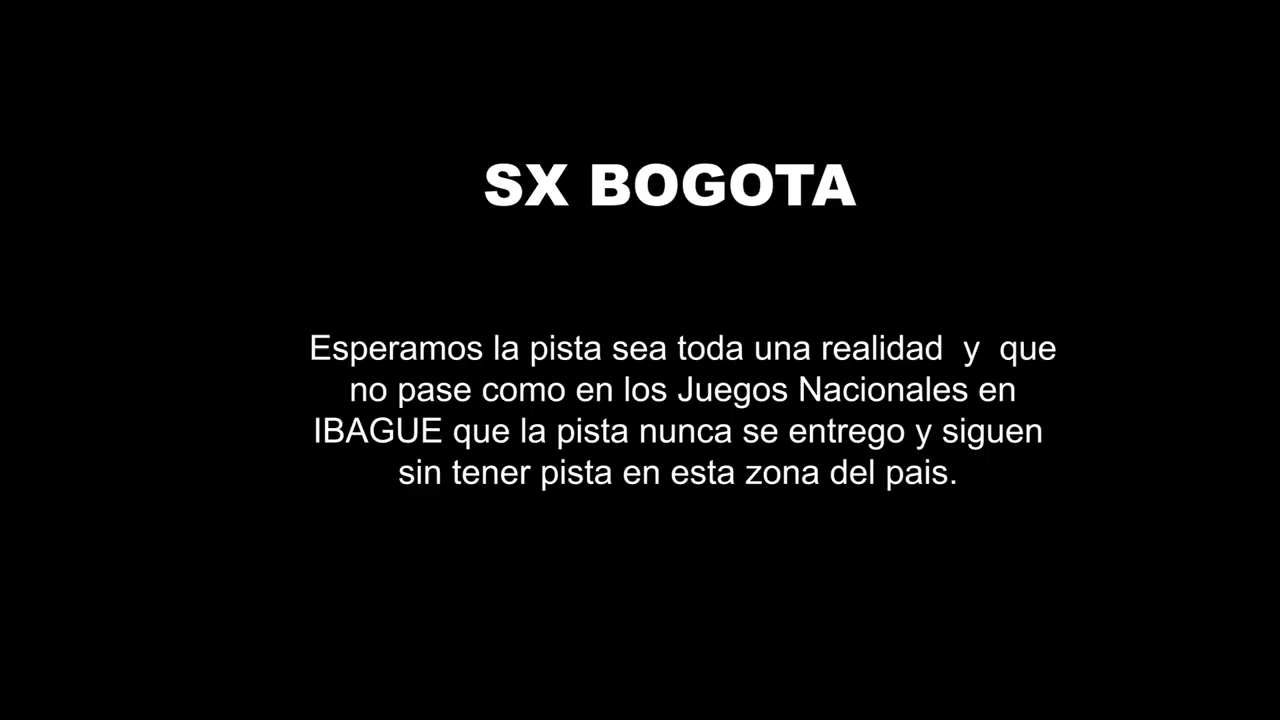 SX BOGOTA
Esperamos la pista sea toda una realidad  y  que
no pase como en los Juegos Nacionales en
IBAGUE que la pista nunca se entrego y siguen
sin tener pista en esta zona del pais.